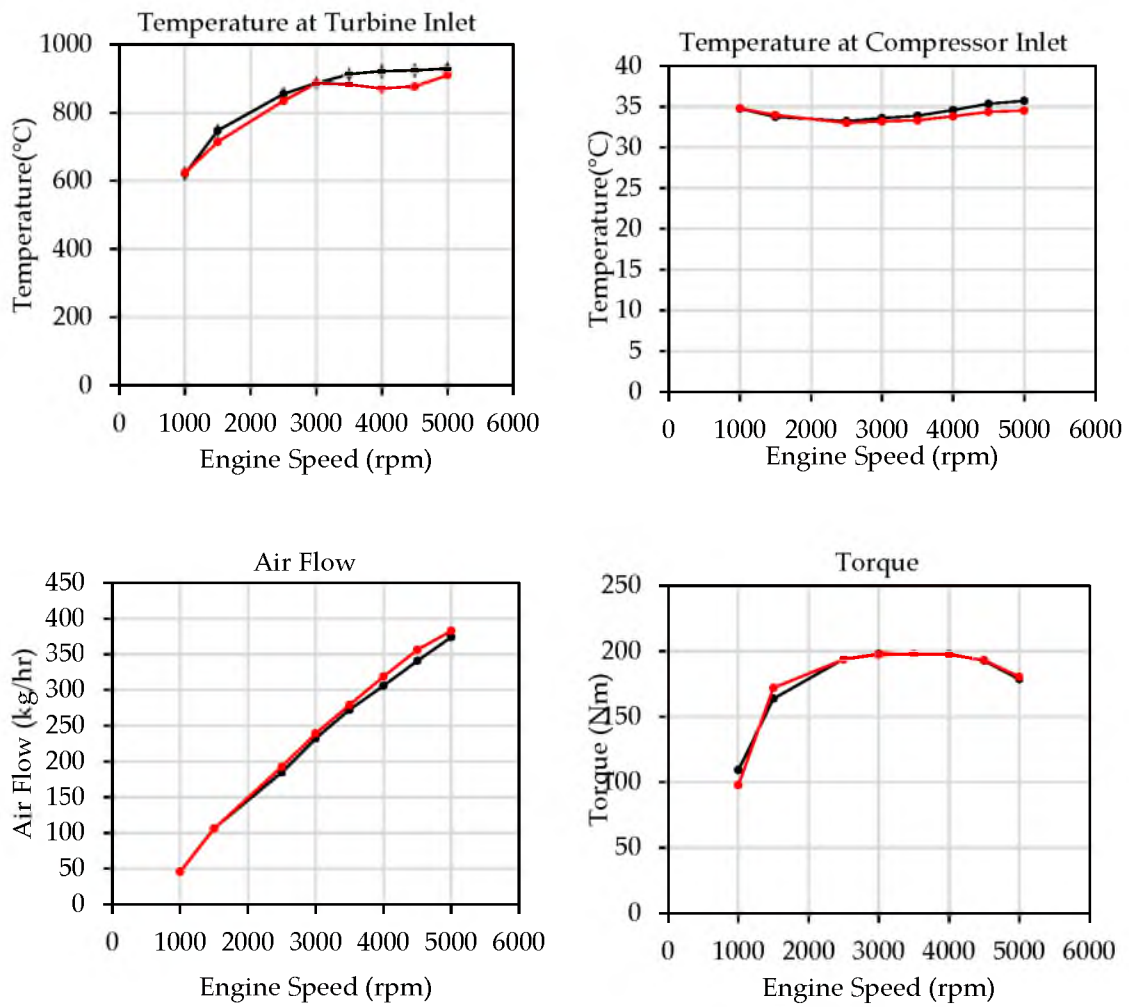 Temperature at Turbine Inlet
1000
800
600
400
200
0
Temperature(°C)
0 1000 2000 3000 4000 5000 6000
Engine Speed (rpm)
Temperature at Compressor Inlet
40
35
30
25
20
15
10
5
0
Temperature(°C)
0 1000 2000 3000 4000 5000 6000
Engine Speed (rpm)
Air Flow
450
400
350
300
250
200
150
100
50
0
Air Flow (kg/hr)
0 1000 2000 3000 4000 5000 6000
Engine Speed (rpm)
Torque
250
200
150
100
50
0
Torque (Nm)
0 1000 2000 3000 4000 5000 6000
Engine Speed (rpm)